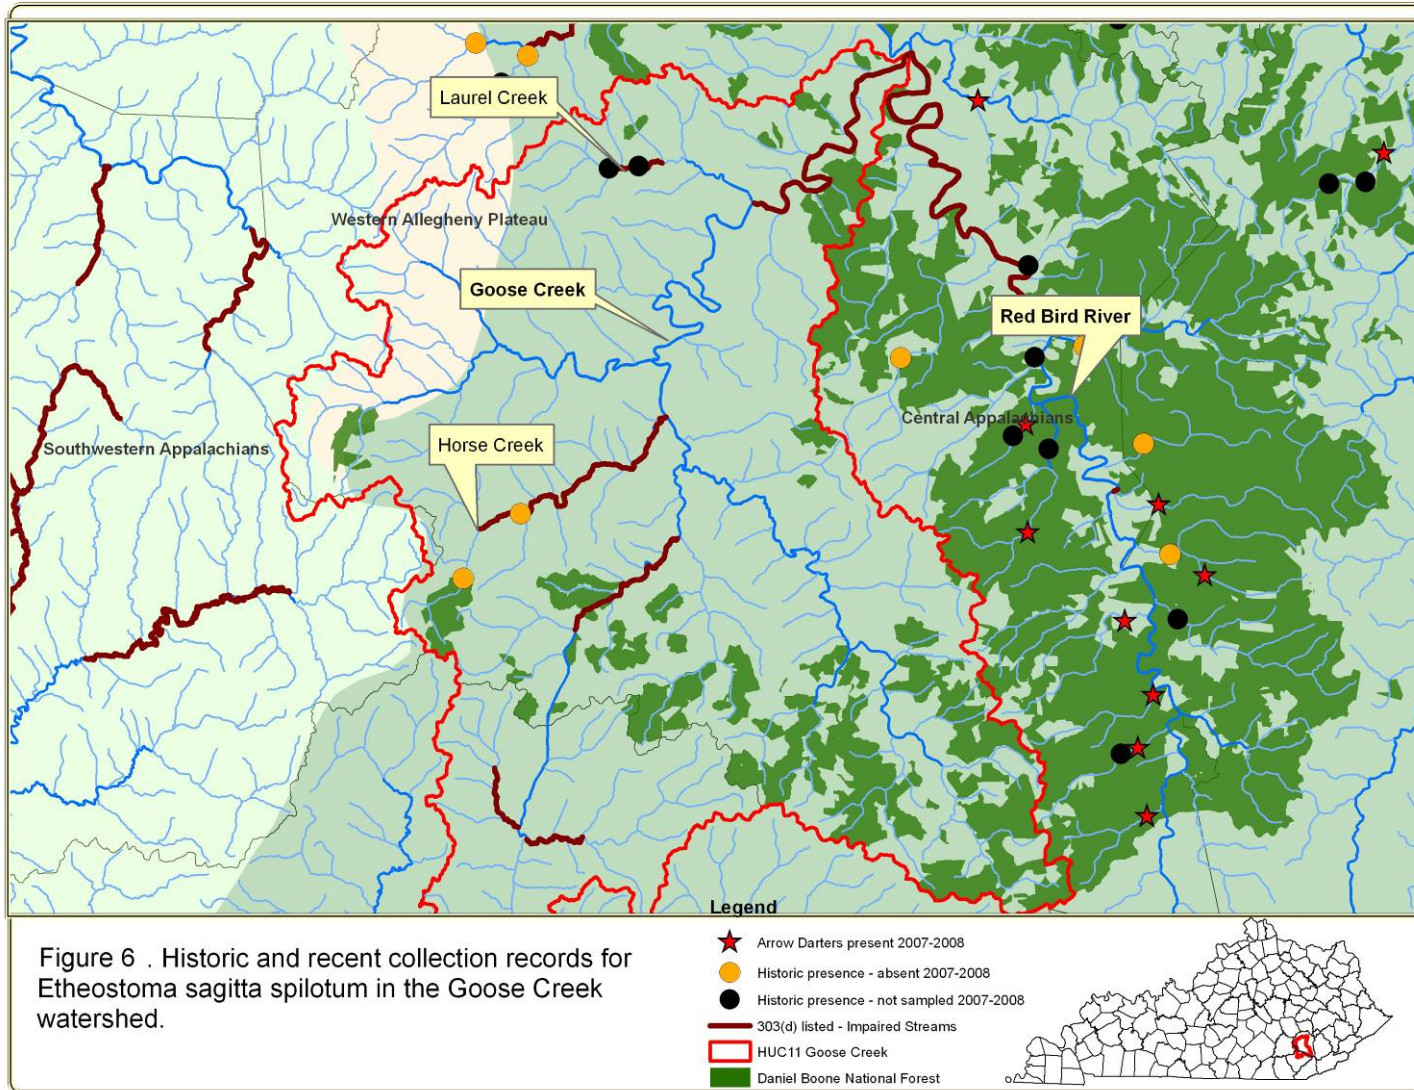 Laurel Creek
Western Allegheny Plateau
Goose Creek
Red Bird River
Central Appalachians
Horse Creek
Southwestern Appalachians
Legend
Arrow Darters present 2007-2008
Historic presence - absent 2007-2008
Historic presence - not sampled 2007-2008
303(d) listed - Impaired Streams
HUC11 Goose Creek
Daniel Boone National Forest
Figure 6 . Historic and recent collection records for
Etheostoma sagitta spilotum in the Goose Creek
watershed.